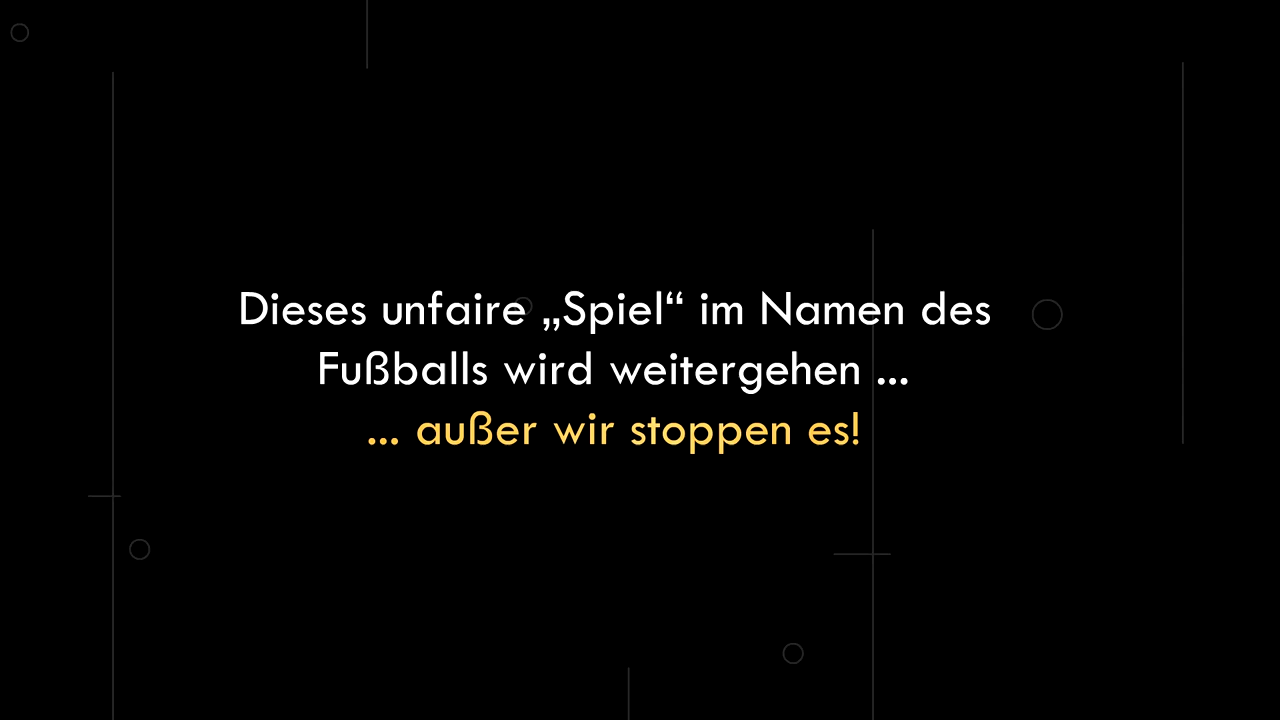 Dieses unfaire „Spiel“ im Namen des
Fußballs wird weitergehen ...
... außer wir stoppen es!